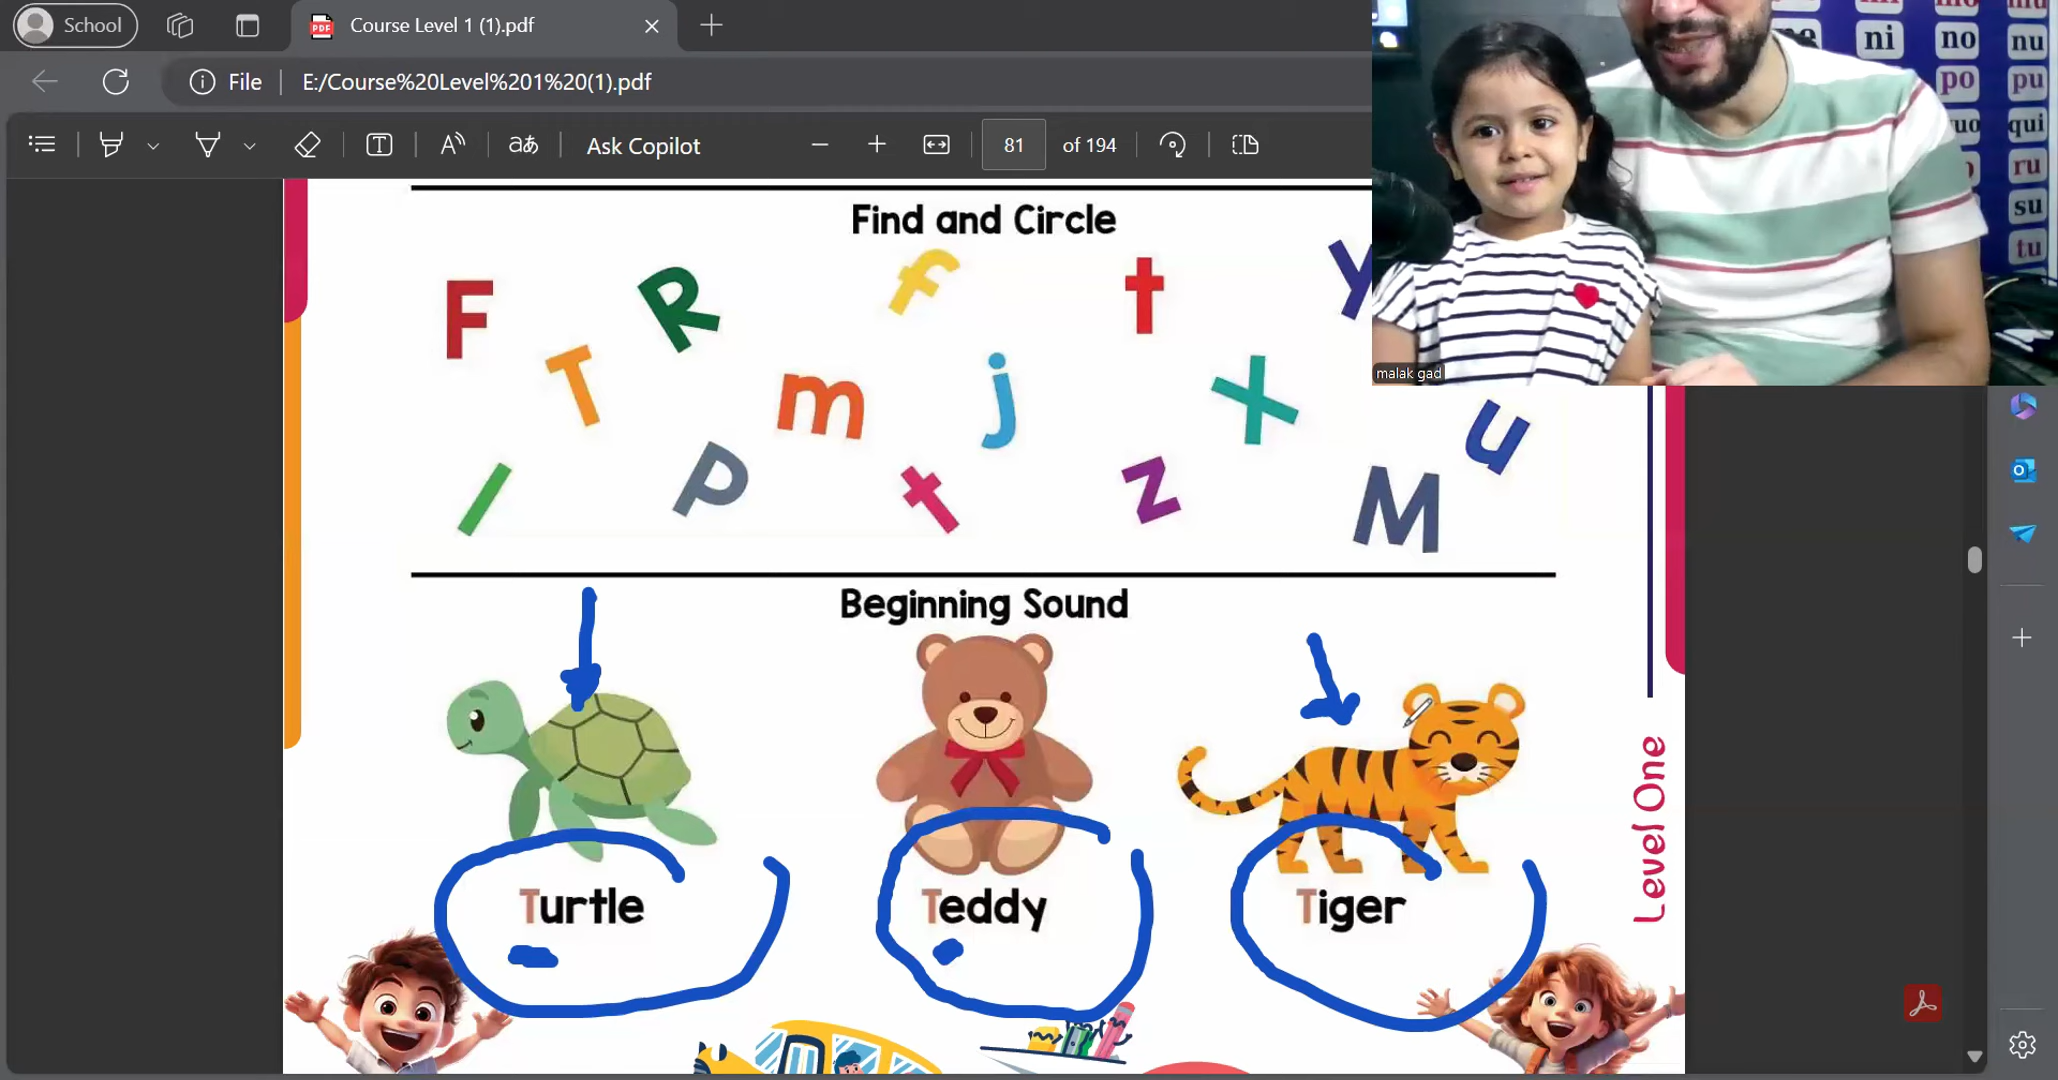 School
Course Level 1 (1).pdf
File
E:/Course%20Level%201%20(1).pdf
Ask Copilot
81
of 194
ni no nu
po pu
qui
ru
su
tu
malak gad
Find and Circle
F R f t y
T m j X u
l p t z M
Beginning Sound
Turtle Teddy Tiger
Level One